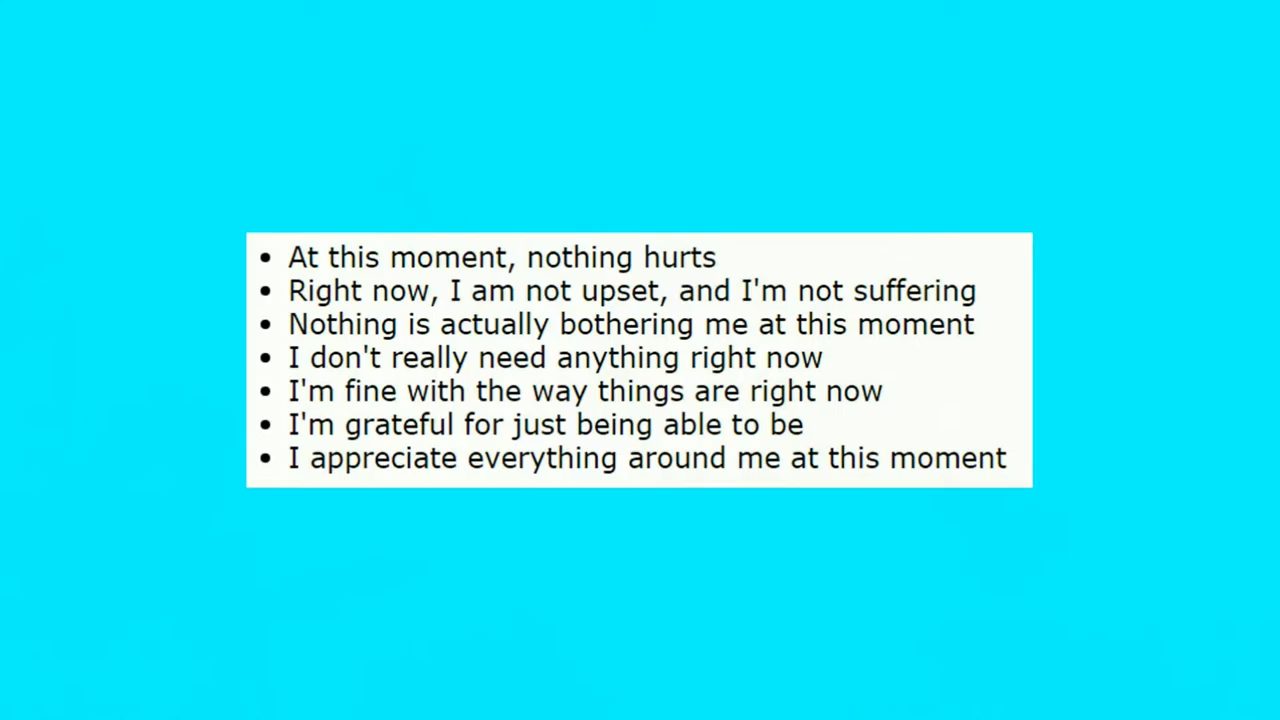 • At this moment, nothing hurts
• Right now, I am not upset, and I'm not suffering
• Nothing is actually bothering me at this moment
• I don't really need anything right now
• I'm fine with the way things are right now
• I'm grateful for just being able to be
• I appreciate everything around me at this moment